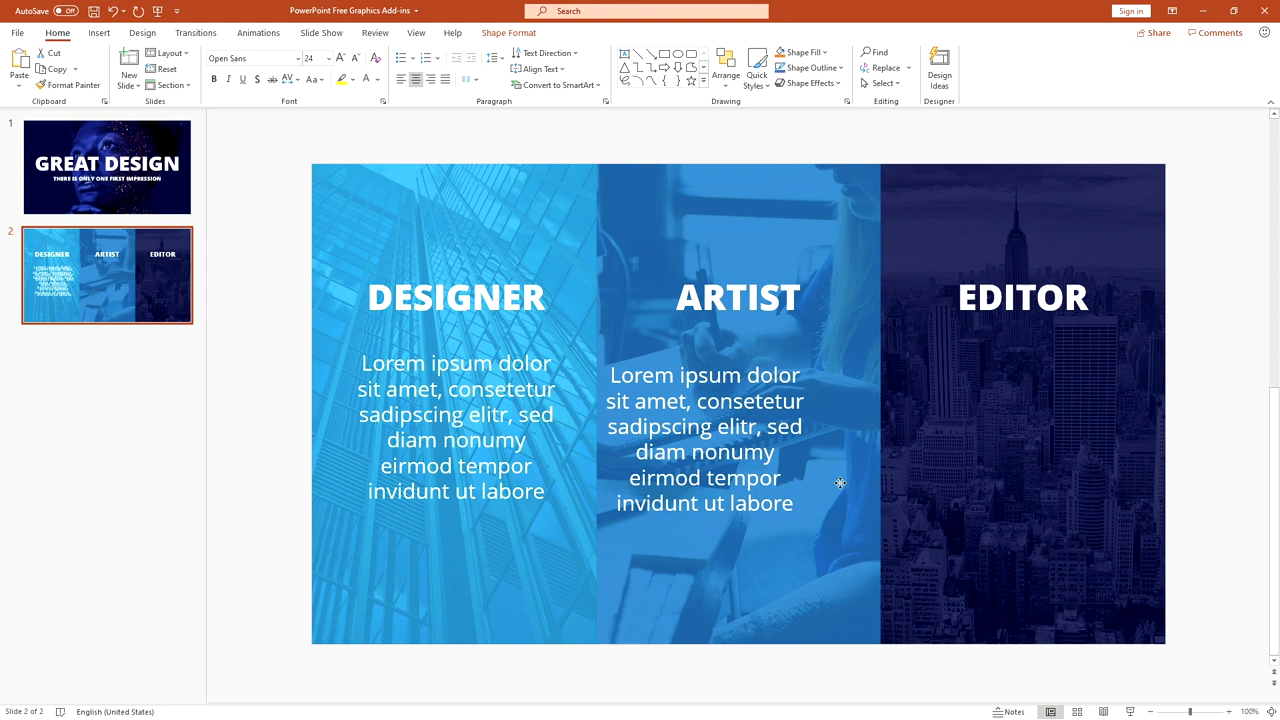 AutoSave Off PowerPoint Free Graphics Add-ins Search Sign in
File Home Insert Design Transitions Animations Slide Show Review View Help Shape Format Share Comments
Paste Cut Copy Format Painter Clipboard
New Slide Layout Reset Section Slides
Open Sans 24 Font
Text Direction Align Text Convert to SmartArt Paragraph
Arrange Quick Styles Shape Fill Shape Outline Shape Effects Drawing
Find Replace Select Editing
Design Ideas Designer
1
GREAT DESIGN
THERE IS ONLY ONE FIRST IMPRESSION
2
DESIGNER ARTIST EDITOR
DESIGNER
Lorem ipsum dolor
sit amet, consetetur
sadipscing elitr, sed
diam nonumy
eirmod tempor
invidunt ut labore
ARTIST
Lorem ipsum dolor
sit amet, consetetur
sadipscing elitr, sed
diam nonumy
eirmod tempor
invidunt ut labore
EDITOR
Slide 2 of 2 English (United States) Notes 100%